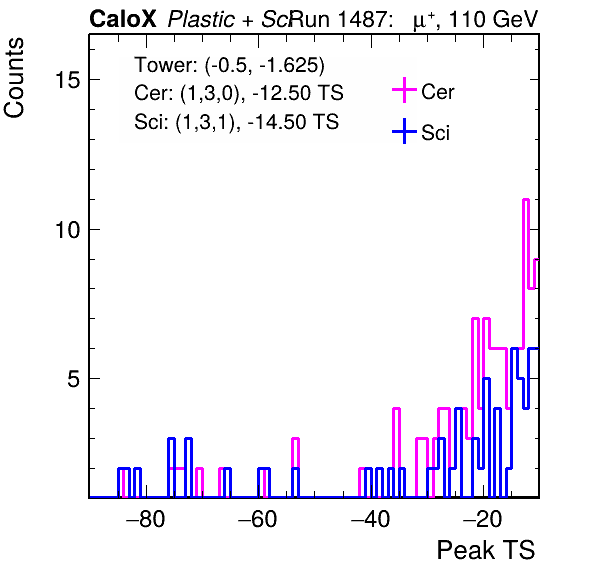 CaloX Plastic + Sci Run 1487: μ⁺, 110 GeV
Tower: (-0.5, -1.625)
Cer: (1,3,0), -12.50 TS
Sci: (1,3,1), -14.50 TS
Cer
Sci
Counts
15
10
5
−80 −60 −40 −20
Peak TS